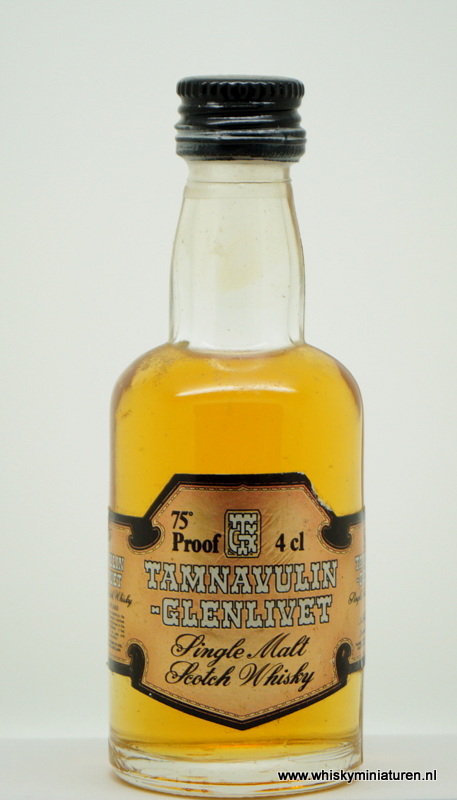 75° Proof 4 cl
TAMNAVULIN
-GLENLIVET
Single Malt
Scotch Whisky
www.whiskyminiaturen.nl